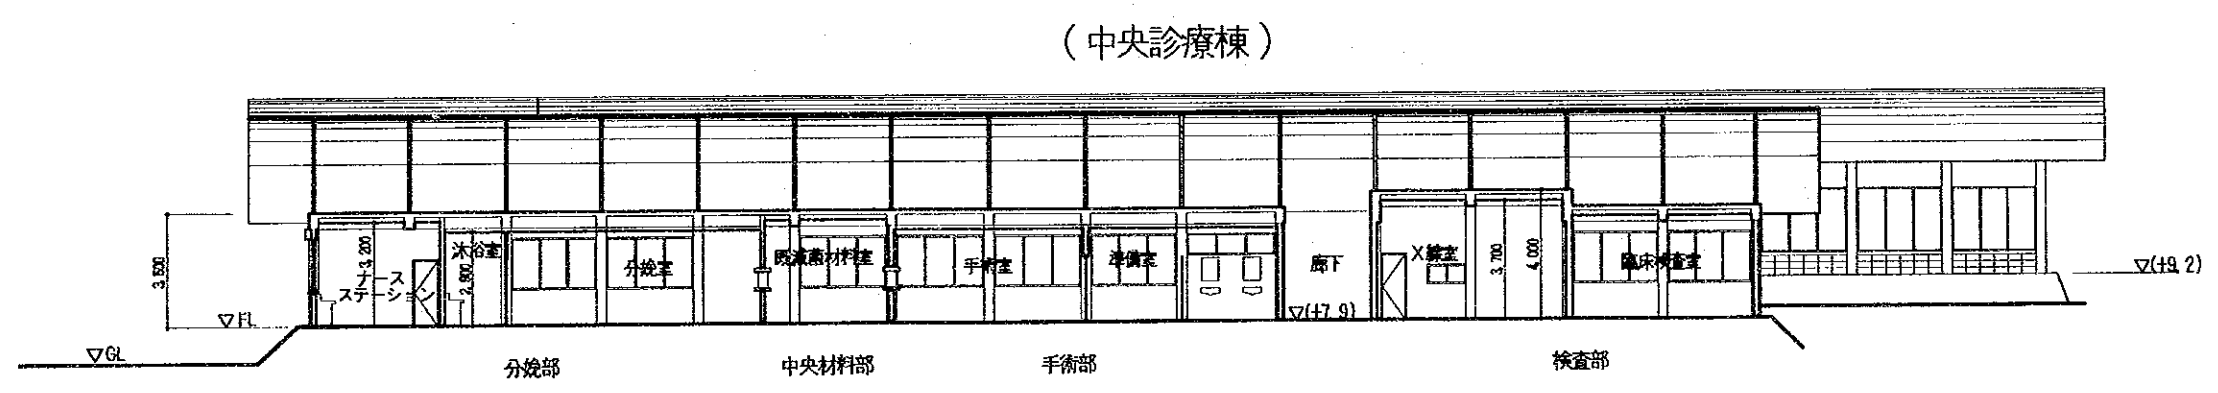 (中央診療棟)
3,500
3,200
ナース
ステーション
沐浴室
2,800
分娩室
既滅菌材料室
手術室
準備室
廊下
X線室
3,700
4,000
臨床検査室
▽(+9.2)
▽FL
▽(+7.9)
▽GL
分娩部
中央材料部
手術部
検査部